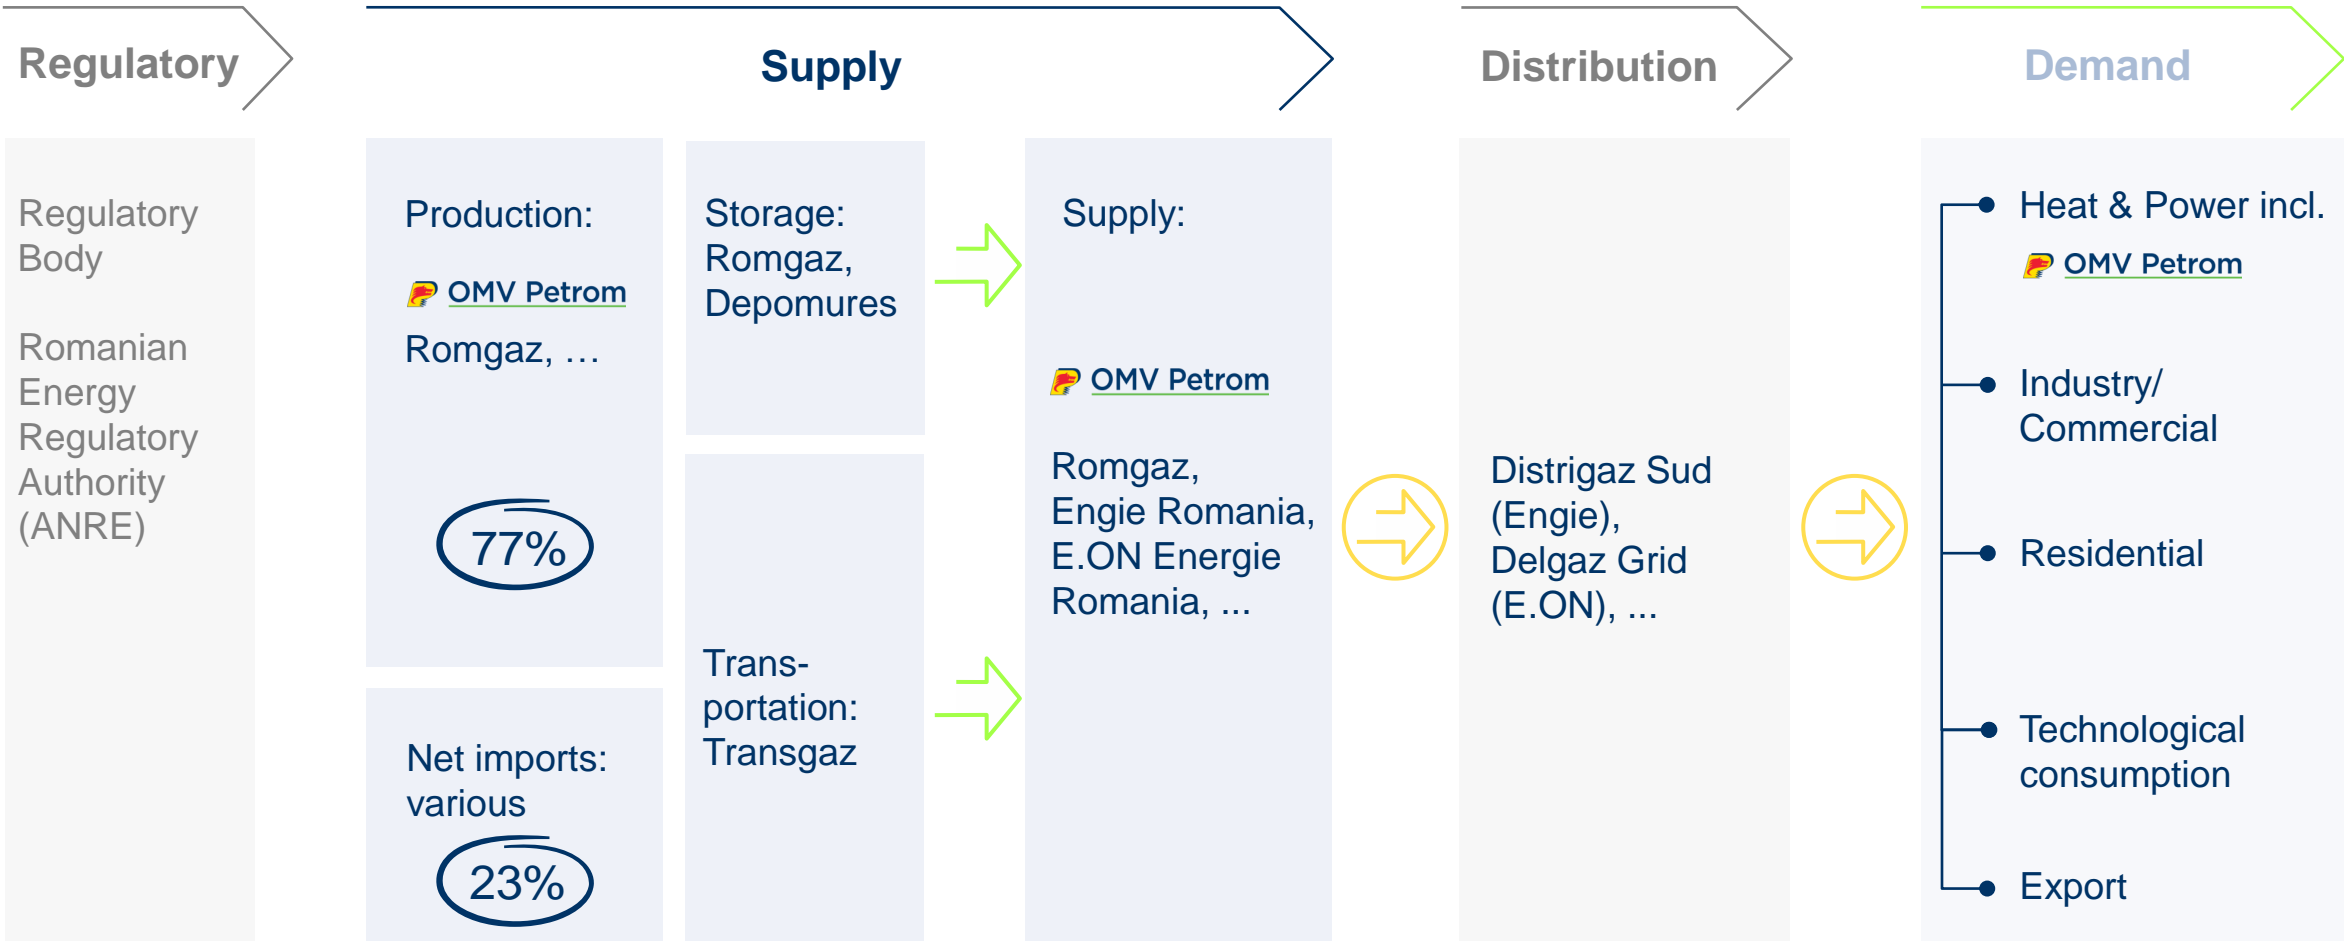 Regulatory
Supply
Distribution
Demand
Regulatory
Body
Romanian
Energy
Regulatory
Authority
(ANRE)
Production:
OMV Petrom
Romgaz, …
77%
Net imports:
various
23%
Storage:
Romgaz,
Depomures
Trans-
portation:
Transgaz
Supply:
OMV Petrom
Romgaz,
Engie Romania,
E.ON Energie
Romania, ...
Distrigaz Sud
(Engie),
Delgaz Grid
(E.ON), ...
Heat & Power incl.
OMV Petrom
Industry/
Commercial
Residential
Technological
consumption
Export